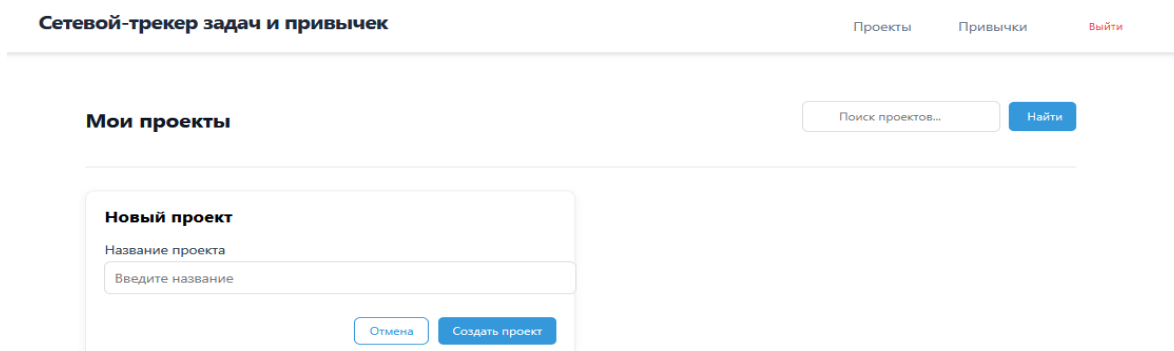 Сетевой-трекер задач и привычек
Проекты Привычки Выйти
Мои проекты
Поиск проектов... Найти
Новый проект
Название проекта
Введите название
Отмена Создать проект